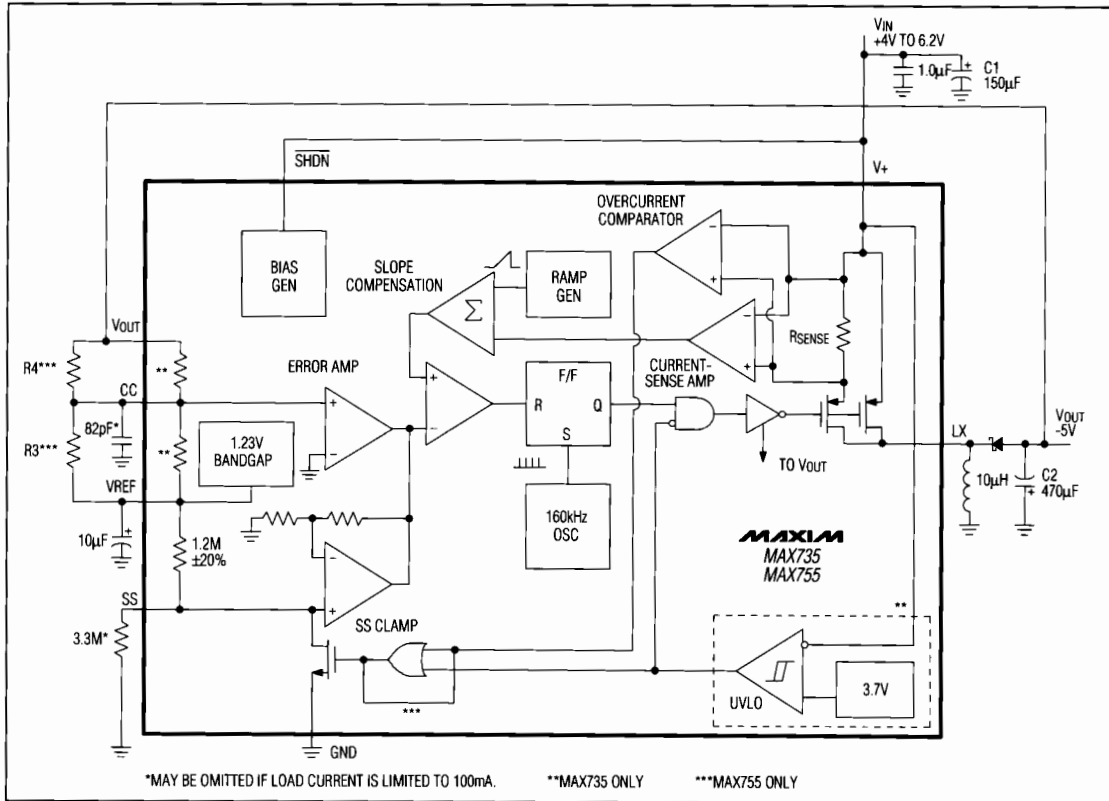 VIN
+4V TO 6.2V
1.0µF
+
C1
150µF
SHDN
V+
OVERCURRENT
COMPARATOR
BIAS
GEN
SLOPE
COMPENSATION
RAMP
GEN
Σ
RSENSE
VOUT
R4***
**
ERROR AMP
CURRENT-
SENSE AMP
CC
F/F
R
Q
S
82pF*
R3***
**
1.23V
BANDGAP
TO VOUT
LX
VOUT
-5V
VREF
10µH
C2
470µF
+
10µF
+
1.2M
±20%
160kHz
OSC
MAXIM
MAX735
MAX755
SS
3.3M*
SS CLAMP
**
***
UVLO
3.7V
GND
*MAY BE OMITTED IF LOAD CURRENT IS LIMITED TO 100mA. **MAX735 ONLY ***MAX755 ONLY